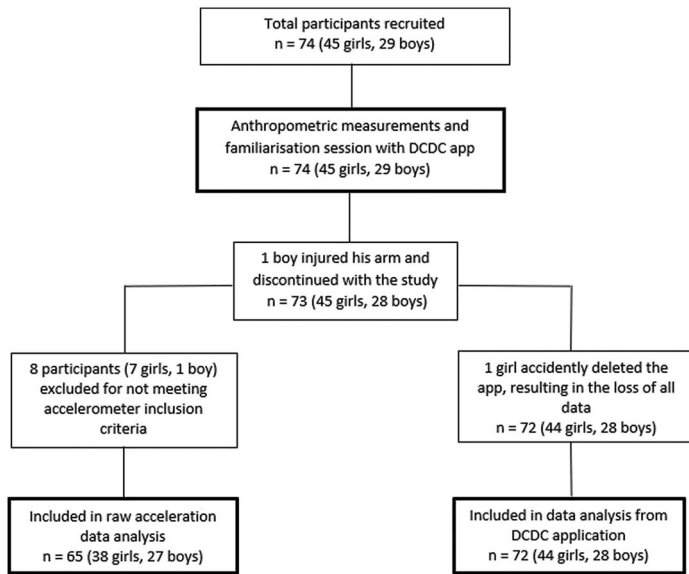 Total participants recruited
n = 74 (45 girls, 29 boys)
Anthropometric measurements and
familiarisation session with DCDC app
n = 74 (45 girls, 29 boys)
1 boy injured his arm and
discontinued with the study
n = 73 (45 girls, 28 boys)
8 participants (7 girls, 1 boy)
excluded for not meeting
accelerometer inclusion
criteria
1 girl accidently deleted the
app, resulting in the loss of all
data
n = 72 (44 girls, 28 boys)
Included in raw acceleration
data analysis
n = 65 (38 girls, 27 boys)
Included in data analysis from
DCDC application
n = 72 (44 girls, 28 boys)